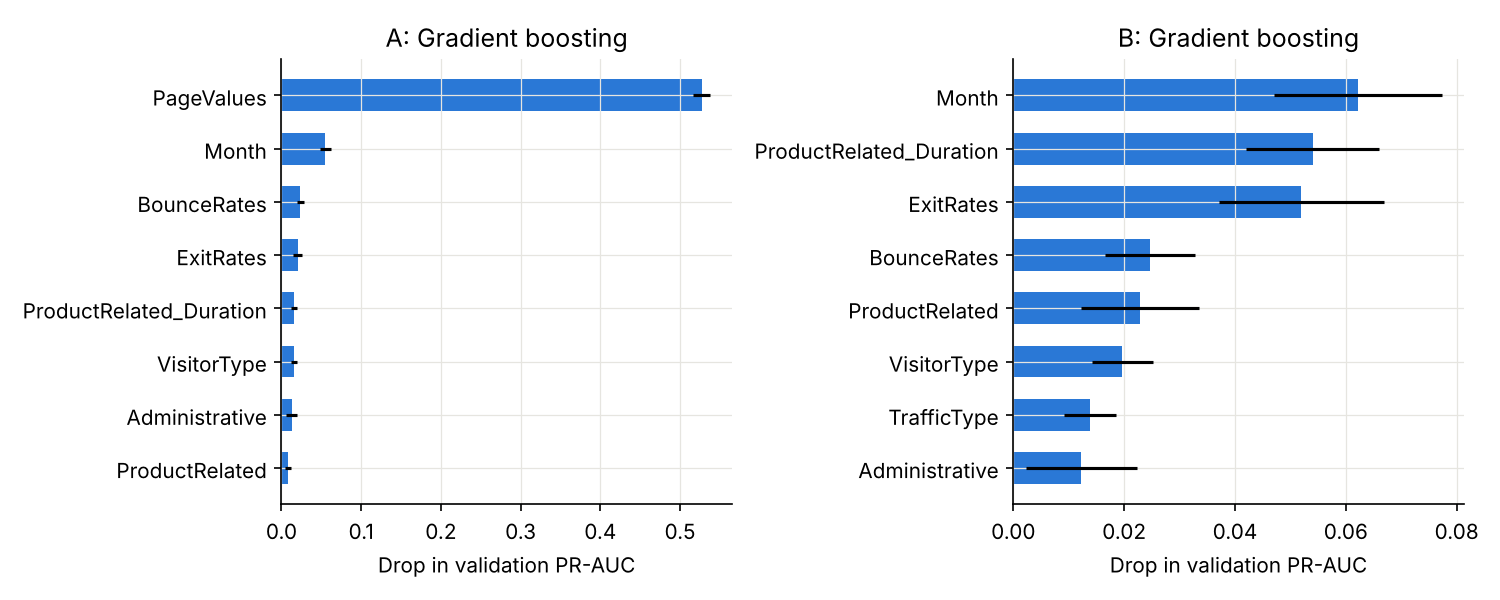 A: Gradient boosting
PageValues
Month
BounceRates
ExitRates
ProductRelated_Duration
VisitorType
Administrative
ProductRelated
0.0 0.1 0.2 0.3 0.4 0.5
Drop in validation PR-AUC
B: Gradient boosting
Month
ProductRelated_Duration
ExitRates
BounceRates
ProductRelated
VisitorType
TrafficType
Administrative
0.00 0.02 0.04 0.06 0.08
Drop in validation PR-AUC